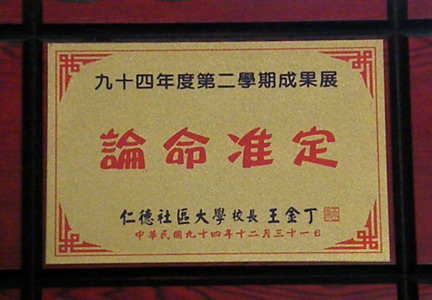 九十四年度第二學期成果展
論命准定
仁德社區大學校長王金丁
中華民國九十四年十二月三十一日